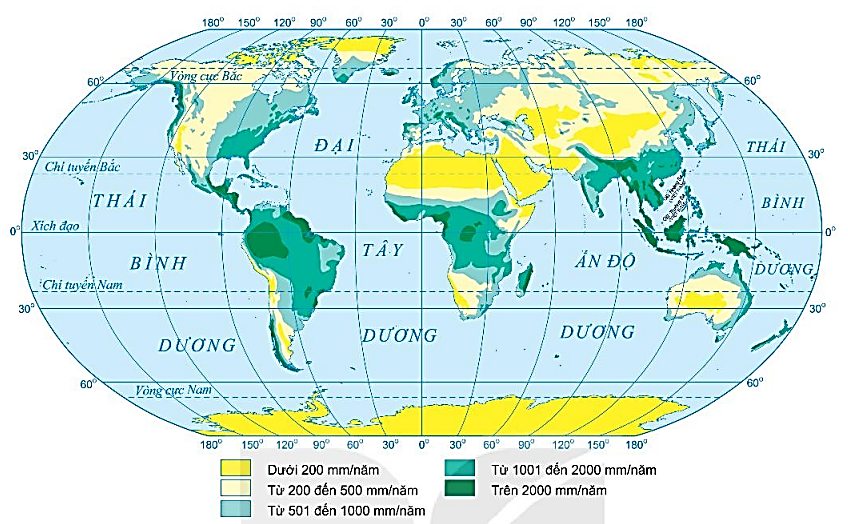 180° 150° 120° 90° 60° 30° 0° 30° 60° 90° 120° 150° 180°
Vòng cực Bắc
60° 60°
ĐẠI
THÁI
30° 30°
Chí tuyến Bắc
THÁI
BÌNH
Xích đạo
0° 0°
TÂY
BÌNH
ẤN ĐỘ
DƯƠNG
Chí tuyến Nam
30° 30°
DƯƠNG
DƯƠNG
DƯƠNG
60° 60°
Vòng cực Nam
180° 150° 120° 90° 60° 30° 0° 30° 60° 90° 120° 150° 180°
Dưới 200 mm/năm
Từ 200 đến 500 mm/năm
Từ 501 đến 1000 mm/năm
Từ 1001 đến 2000 mm/năm
Trên 2000 mm/năm